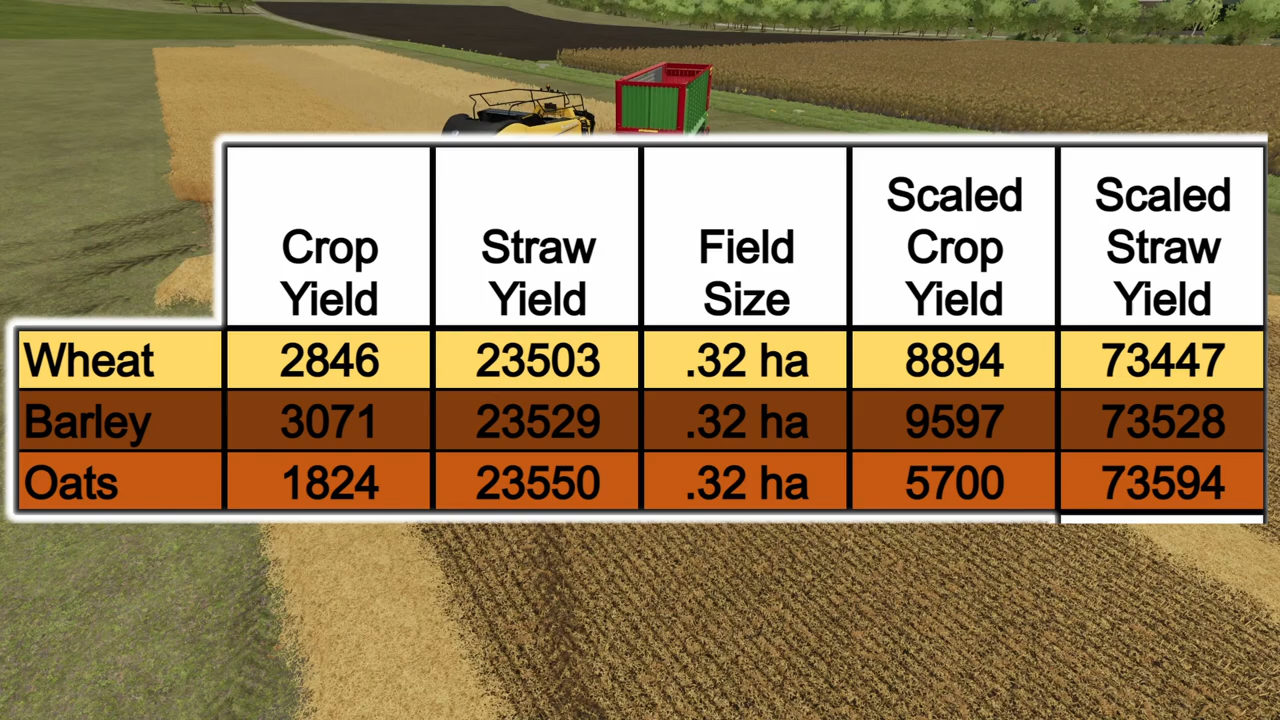 Crop Yield | Straw Yield | Field Size | Scaled Crop Yield | Scaled Straw Yield
Wheat | 2846 | 23503 | .32 ha | 8894 | 73447
Barley | 3071 | 23529 | .32 ha | 9597 | 73528
Oats | 1824 | 23550 | .32 ha | 5700 | 73594